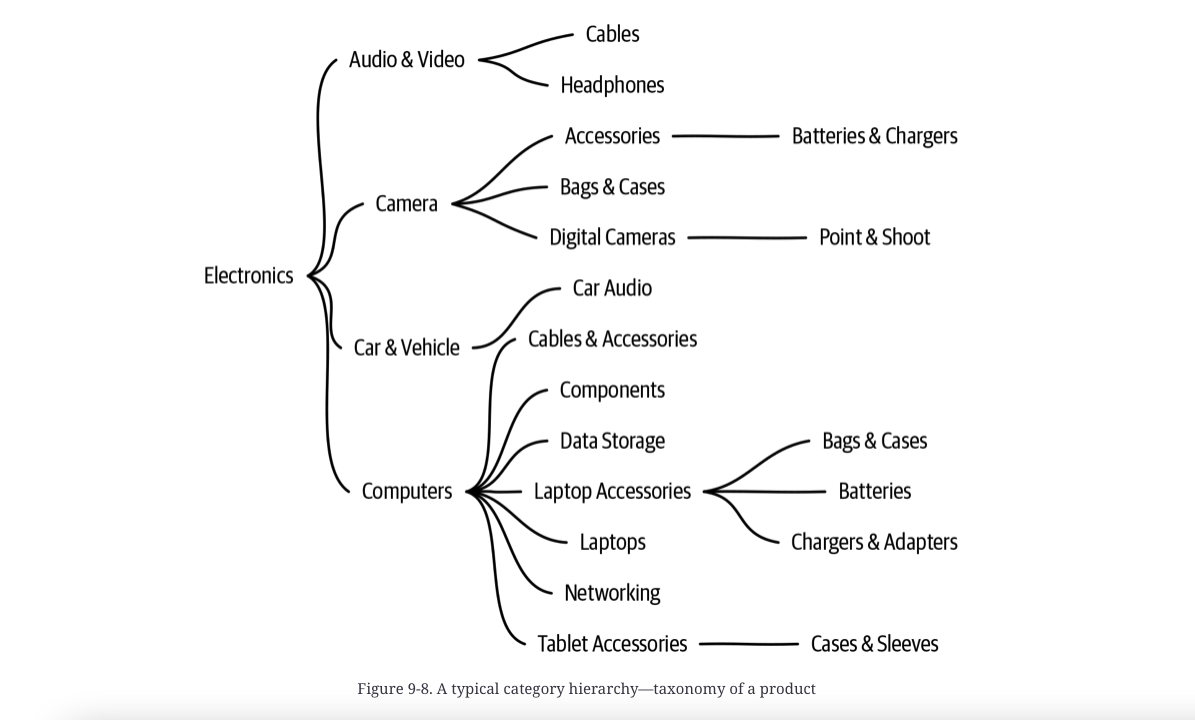 Electronics
Audio & Video
Cables
Headphones
Camera
Accessories
Batteries & Chargers
Bags & Cases
Digital Cameras
Point & Shoot
Car & Vehicle
Car Audio
Computers
Cables & Accessories
Components
Data Storage
Laptop Accessories
Bags & Cases
Batteries
Chargers & Adapters
Laptops
Networking
Tablet Accessories
Cases & Sleeves
Figure 9-8. A typical category hierarchy—taxonomy of a product